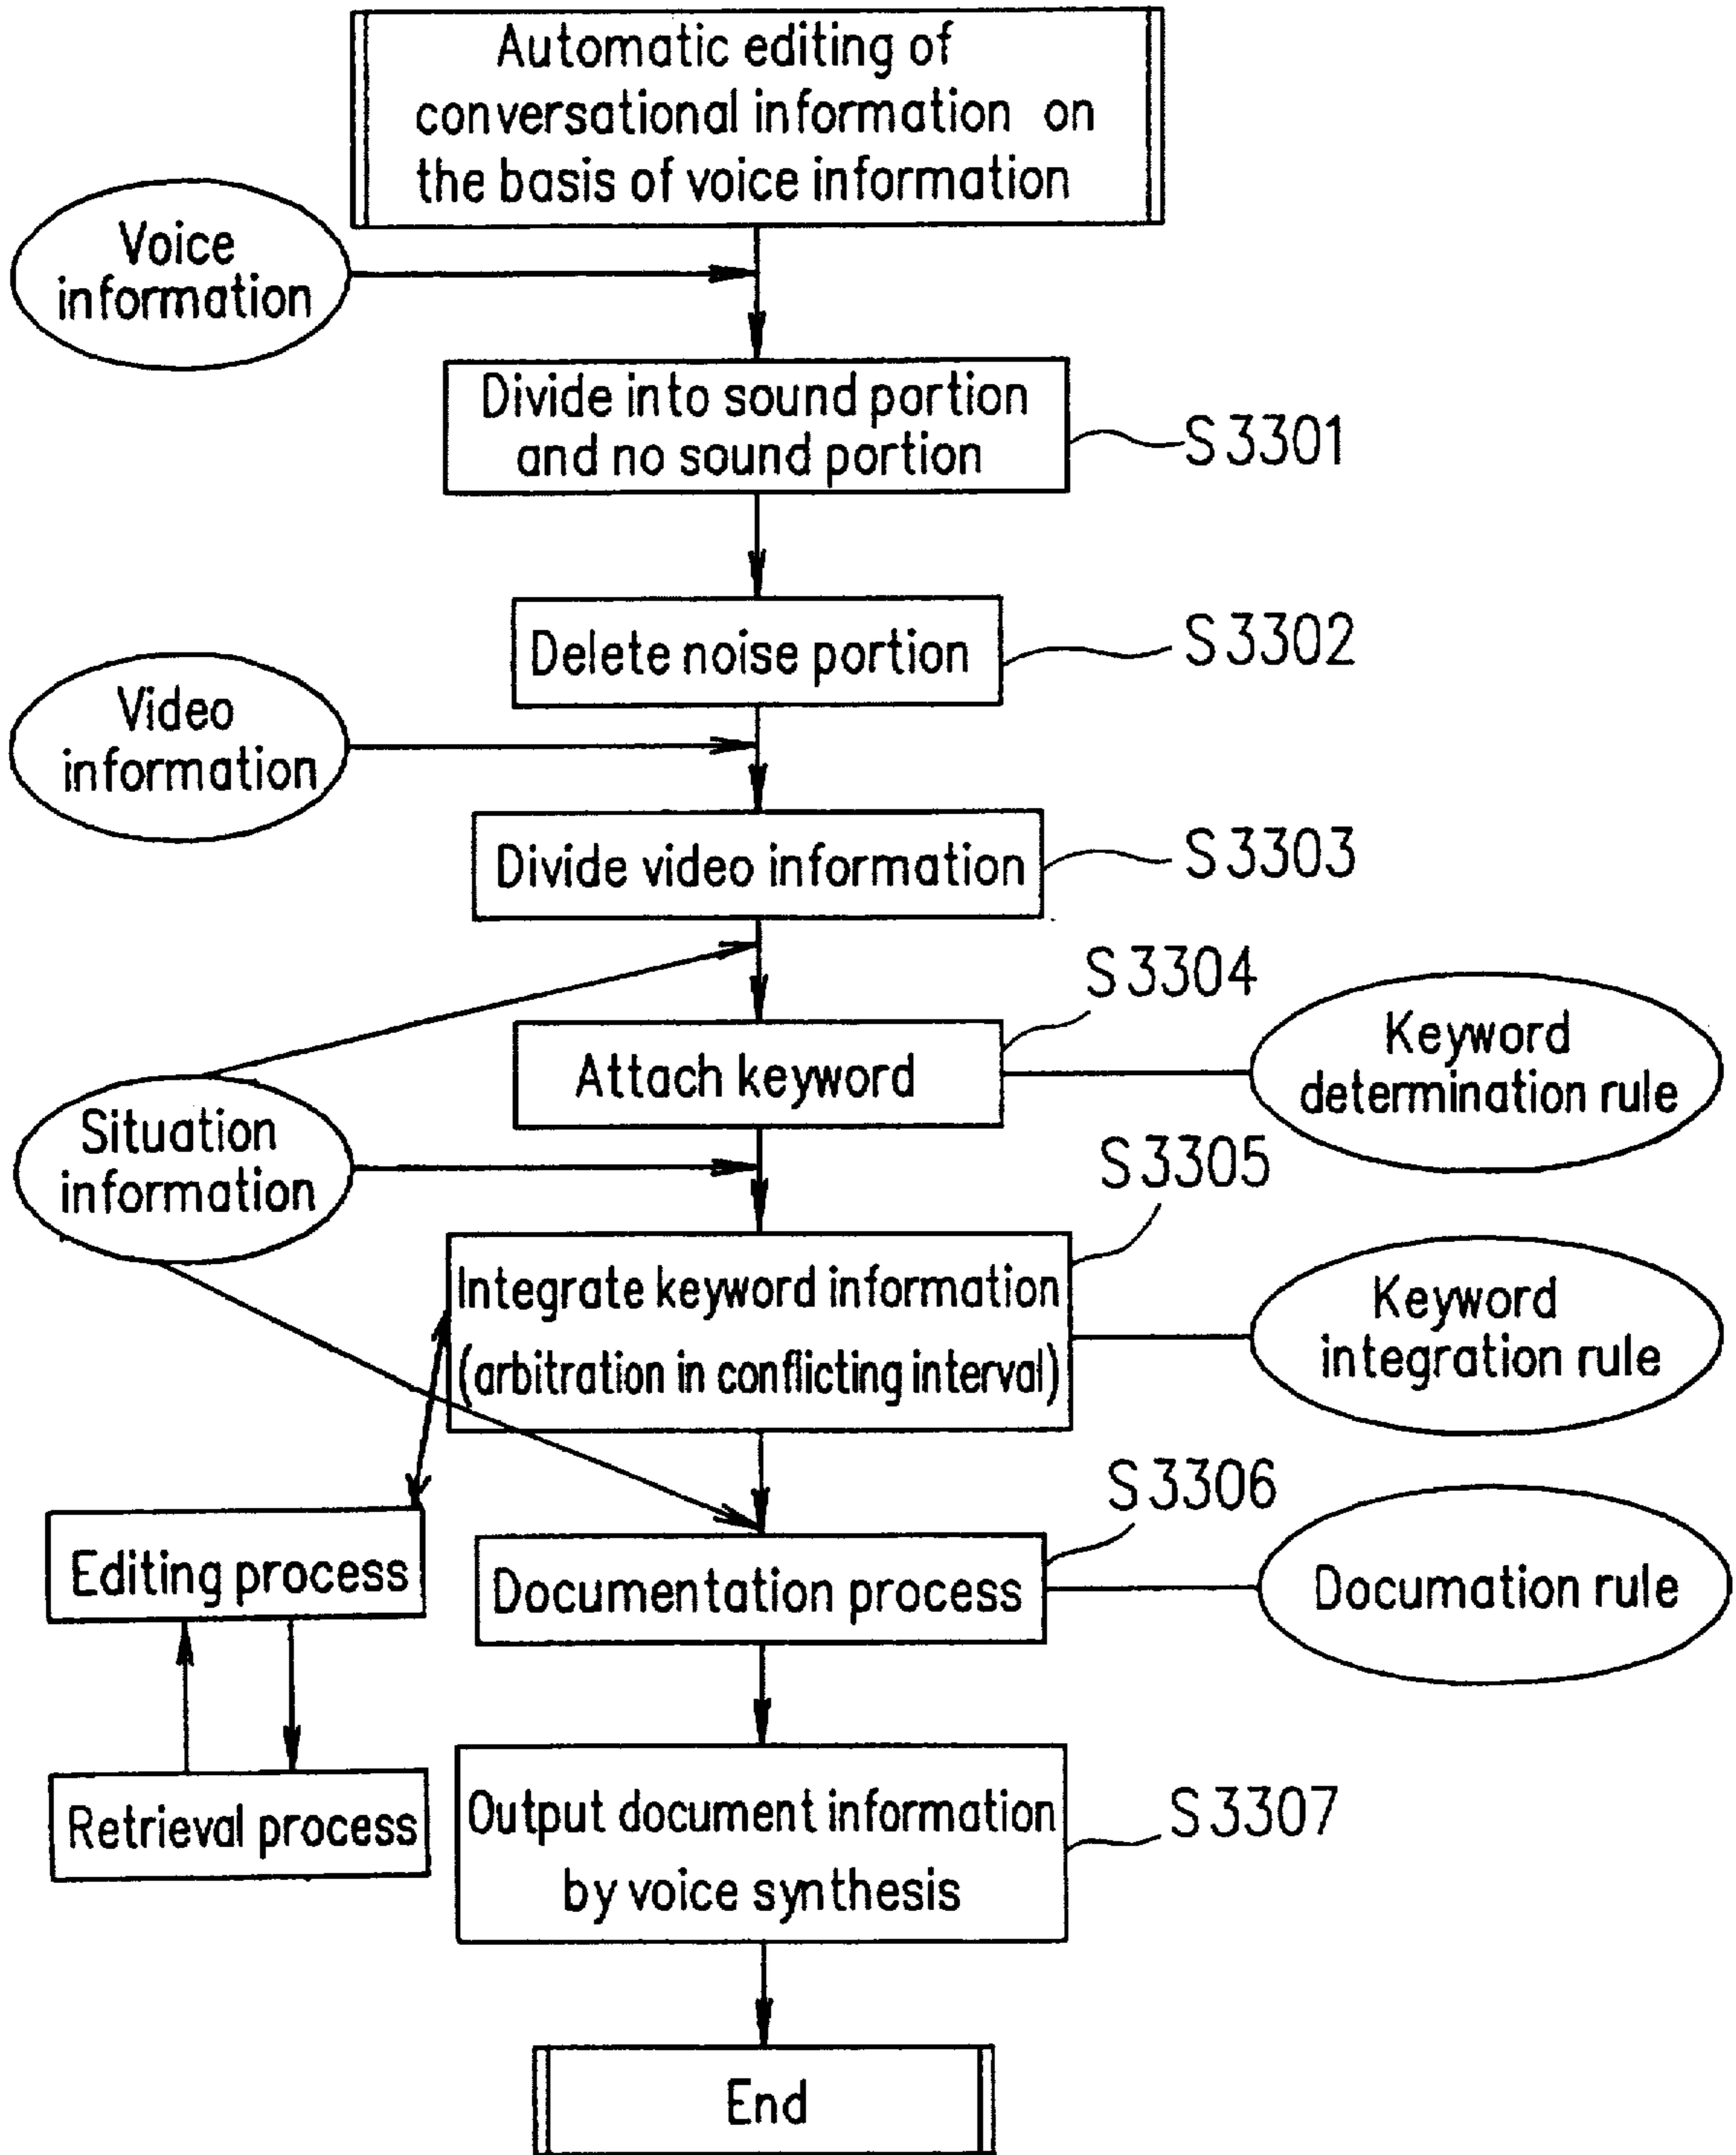 Automatic editing of
conversational information on
the basis of voice information
Voice
information
Divide into sound portion
and no sound portion
S3301
Delete noise portion
S3302
Video
information
Divide video information
S3303
S3304
Attach keyword
Keyword
determination rule
Situation
information
S3305
Integrate keyword information
(arbitration in conflicting interval)
Keyword
integration rule
S3306
Editing process
Documentation process
Documation rule
Retrieval process
Output document information
by voice synthesis
S3307
End